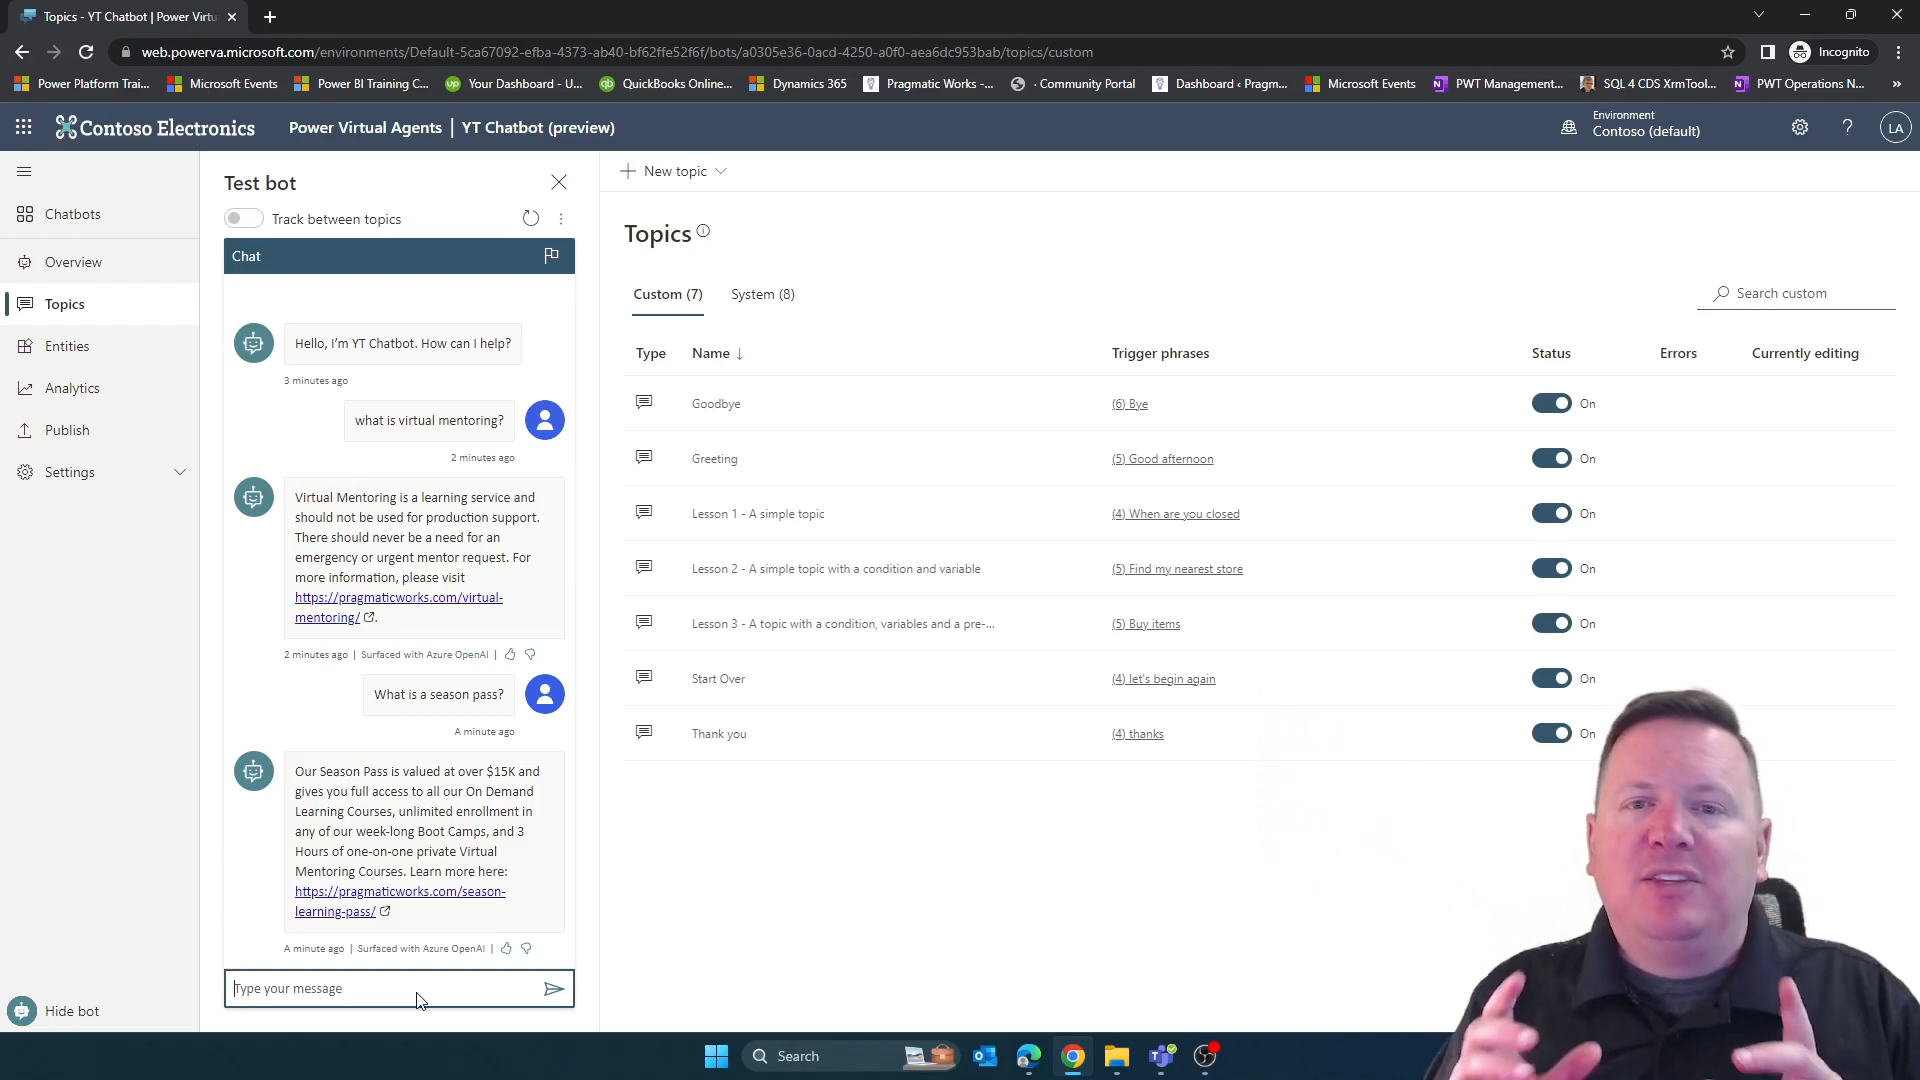 Topics - YT Chatbot | Power Virtu
web.powerva.microsoft.com/environments/Default-5ca67092-efba-4373-ab40-bf62ffe52f6f/bots/a0305e36-0acd-4250-a0f0-aea6dc953bab/topics/custom
Incognito
Power Platform Trai...
Microsoft Events
Power BI Training C...
Your Dashboard - U...
QuickBooks Online...
Dynamics 365
Pragmatic Works -...
· Community Portal
Dashboard ‹ Pragm...
Microsoft Events
PWT Management...
SQL 4 CDS XrmTool...
PWT Operations N...
»
Contoso Electronics
Power Virtual Agents | YT Chatbot (preview)
Environment
Contoso (default)
?
LA
Chatbots
Overview
Topics
Entities
Analytics
Publish
Settings
Hide bot
Test bot
Track between topics
Chat
Hello, I'm YT Chatbot. How can I help?
3 minutes ago
what is virtual mentoring?
2 minutes ago
Virtual Mentoring is a learning service and
should not be used for production support.
There should never be a need for an
emergency or urgent mentor request. For
more information, please visit
https://pragmaticworks.com/virtual-
mentoring/ .
2 minutes ago | Surfaced with Azure OpenAI |
What is a season pass?
A minute ago
Our Season Pass is valued at over $15K and
gives you full access to all our On Demand
Learning Courses, unlimited enrollment in
any of our week-long Boot Camps, and 3
Hours of one-on-one private Virtual
Mentoring Courses. Learn more here:
https://pragmaticworks.com/season-
learning-pass/
A minute ago | Surfaced with Azure OpenAI |
Type your message
New topic
Topics
Custom (7)
System (8)
Search custom
Type
Name ↓
Trigger phrases
Status
Errors
Currently editing
Goodbye
(6) Bye
On
Greeting
(5) Good afternoon
On
Lesson 1 - A simple topic
(4) When are you closed
On
Lesson 2 - A simple topic with a condition and variable
(5) Find my nearest store
On
Lesson 3 - A topic with a condition, variables and a pre-...
(5) Buy items
On
Start Over
(4) let's begin again
On
Thank you
(4) thanks
On
Search